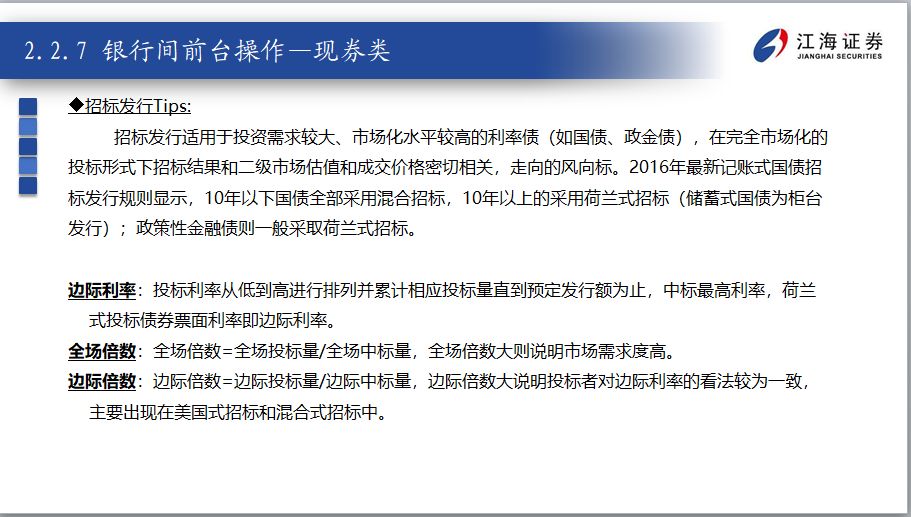 2.2.7 银行间前台操作—现券类
江海证券
JIANGHAI SECURITIES
◆招标发行Tips:
招标发行适用于投资需求较大、市场化水平较高的利率债（如国债、政金债），在完全市场化的
投标形式下招标结果和二级市场估值和成交价格密切相关，走向的风向标。2016年最新记账式国债招
标发行规则显示，10年以下国债全部采用混合招标，10年以上的采用荷兰式招标（储蓄式国债为柜台
发行）；政策性金融债则一般采取荷兰式招标。
边际利率：投标利率从低到高进行排列并累计相应投标量直到预定发行额为止，中标最高利率，荷兰
式投标债券票面利率即边际利率。
全场倍数：全场倍数=全场投标量/全场中标量，全场倍数大则说明市场需求度高。
边际倍数：边际倍数=边际投标量/边际中标量，边际倍数大说明投标者对边际利率的看法较为一致，
主要出现在美国式招标和混合式招标中。